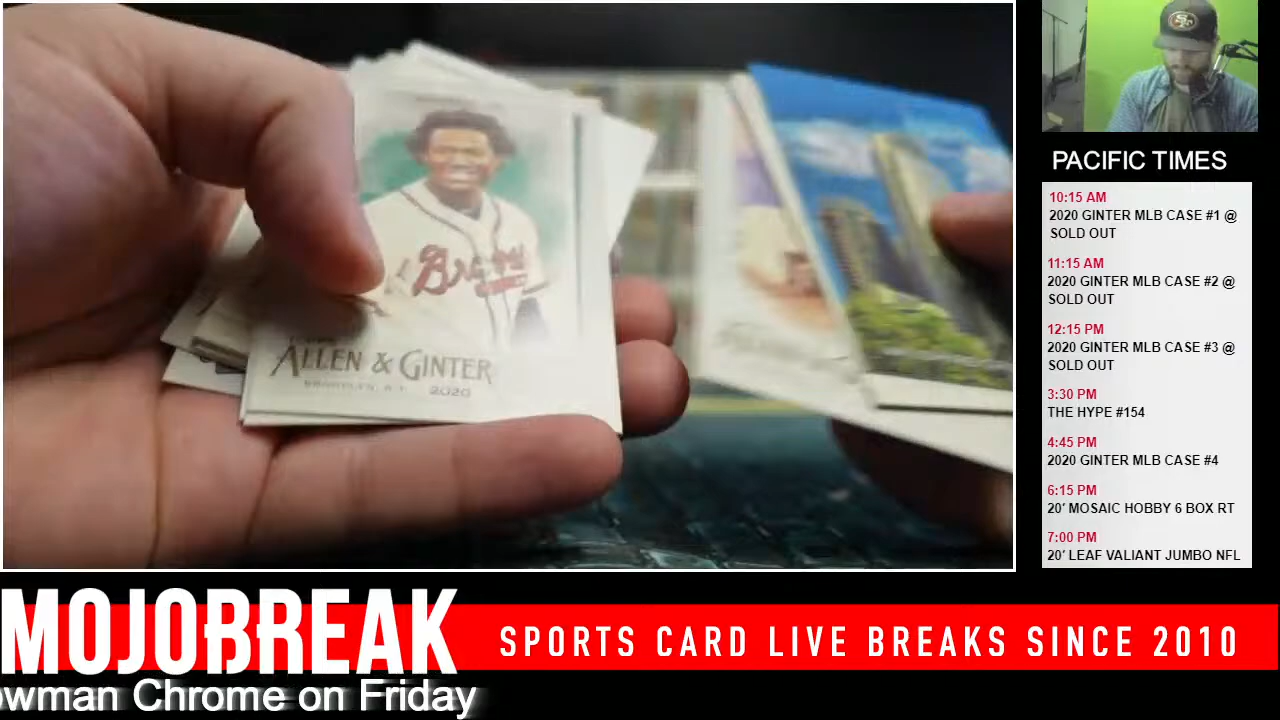 Braves
ALLEN & GINTER
2020
SF
PACIFIC TIMES
10:15 AM
2020 GINTER MLB CASE #1 @
SOLD OUT
11:15 AM
2020 GINTER MLB CASE #2 @
SOLD OUT
12:15 PM
2020 GINTER MLB CASE #3 @
SOLD OUT
3:30 PM
THE HYPE #154
4:45 PM
2020 GINTER MLB CASE #4
6:15 PM
20' MOSAIC HOBBY 6 BOX RT
7:00 PM
20' LEAF VALIANT JUMBO NFL
MOJOBREAK
SPORTS CARD LIVE BREAKS SINCE 2010
owman Chrome on Friday